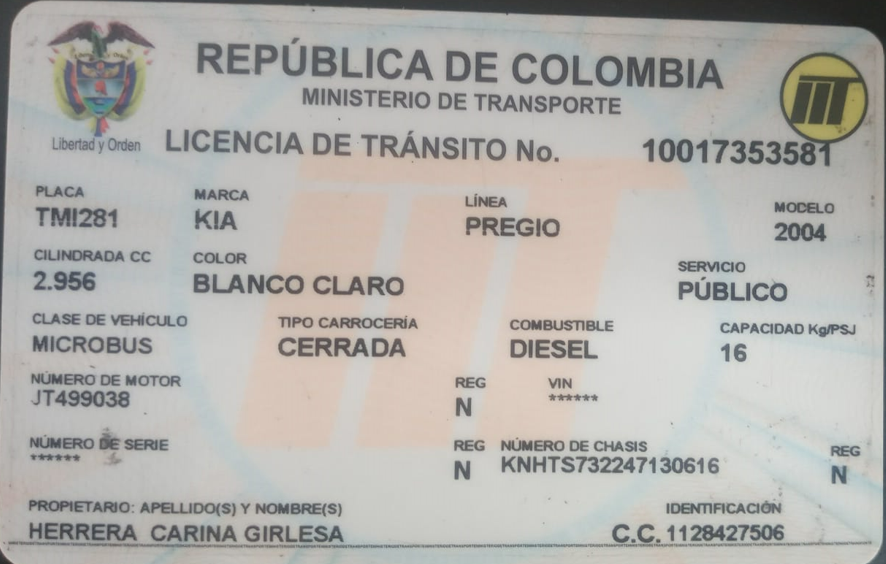 REPÚBLICA DE COLOMBIA
MINISTERIO DE TRANSPORTE
Libertad y Orden
LICENCIA DE TRÁNSITO No. 10017353581
PLACA MARCA LÍNEA MODELO
TMI281 KIA PREGIO 2004
CILINDRADA CC COLOR SERVICIO
2.956 BLANCO CLARO PÚBLICO
CLASE DE VEHÍCULO TIPO CARROCERÍA COMBUSTIBLE CAPACIDAD Kg/PSJ
MICROBUS CERRADA DIESEL 16
NÚMERO DE MOTOR REG VIN
JT499038 N ******
NÚMERO DE SERIE REG NÚMERO DE CHASIS REG
****** N KNHTS732247130616 N
PROPIETARIO: APELLIDO(S) Y NOMBRE(S) IDENTIFICACIÓN
HERRERA CARINA GIRLESA C.C. 1128427506